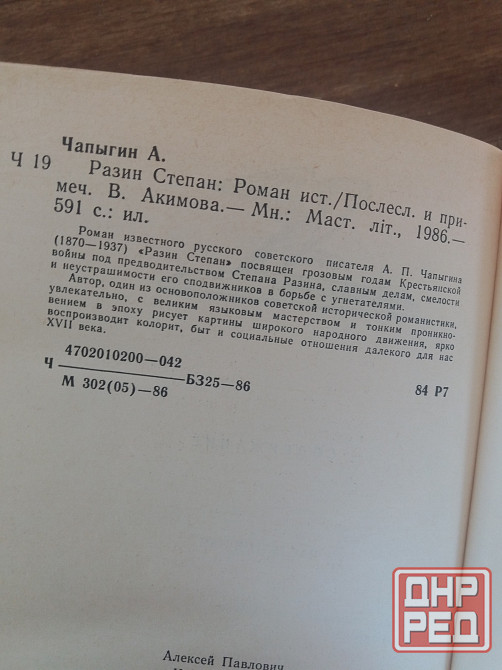 Чапыгин А.
Ч 19 Разин Степан: Роман ист./Послесл. и при-
меч. В. Акимова.— Мн.: Маст. літ., 1986.—
591 с.: ил.
Роман известного русского советского писателя А. П. Чапыгина
(1870—1937) «Разин Степан» посвящен грозовым годам Крестьянской
войны под предводительством Степана Разина, славным делам, смелости
и неустрашимости его сподвижников в борьбе с угнетателями.
Автор, один из основоположников советской исторической романистики,
увлекательно, с великим языковым мастерством и тонким проникно-
вением в эпоху рисует картины широкого народного движения, ярко
воспроизводит колорит, быт и социальные отношения далекого для нас
XVII века.
4702010200—042
Ч ————— БЗ25—86 84 Р7
М 302(05)—86
Алексей Павлович
ДНР
РЕД